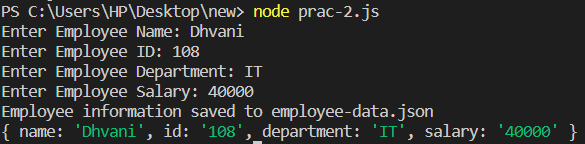 PS C:\Users\HP\Desktop\new> node prac-2.js
Enter Employee Name: Dhvani
Enter Employee ID: 108
Enter Employee Department: IT
Enter Employee Salary: 40000
Employee information saved to employee-data.json
{ name: 'Dhvani', id: '108', department: 'IT', salary: '40000' }